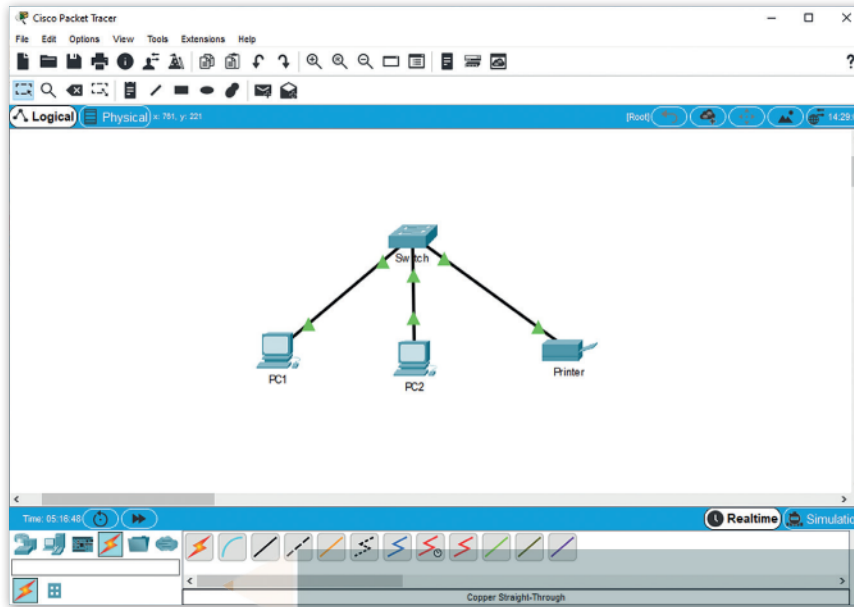 Cisco Packet Tracer
File Edit Options View Tools Extensions Help
?
Logical Physical x: 781, y: 221 [Root] 14:29:
Switch
PC1
PC2
Printer
Time: 05:16:48 Realtime Simulatio
Copper Straight-Through